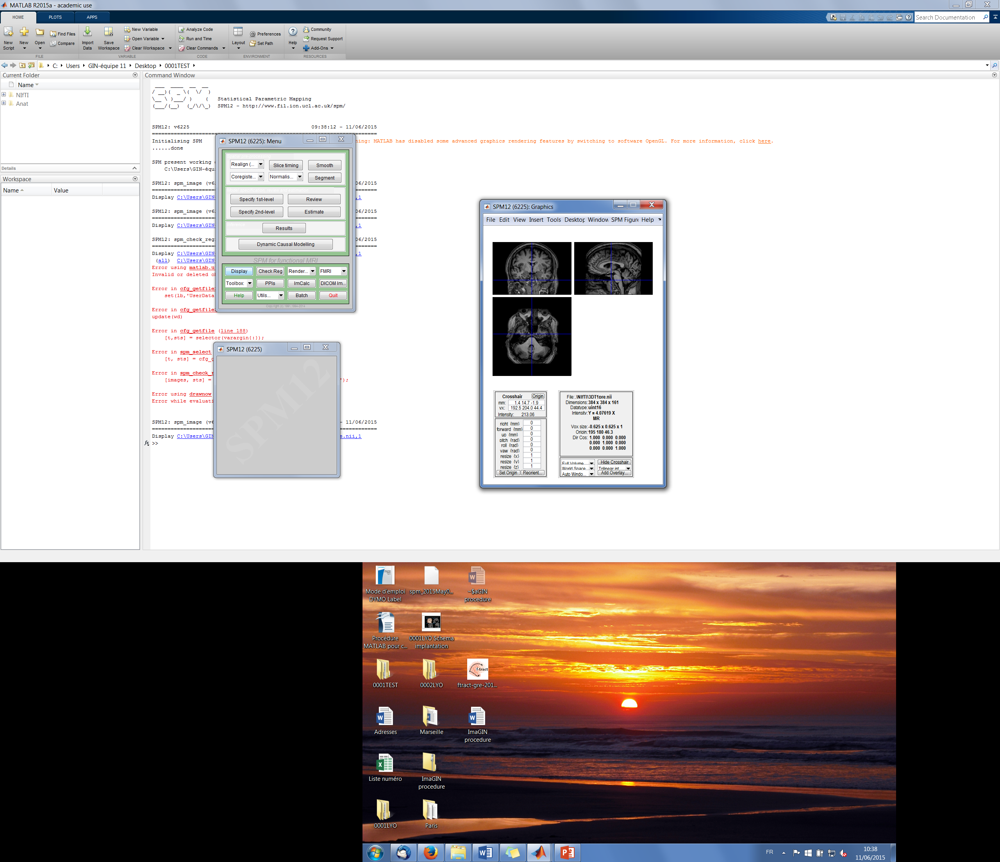 MATLAB R2015a - academic use
HOME PLOTS APPS
Search Documentation
New Script
New
Open
Find Files
Compare
Import Data
Save Workspace
New Variable
Open Variable
Clear Workspace
Analyze Code
Run and Time
Clear Commands
Layout
Preferences
Set Path
Help
Community
Request Support
Add-Ons
FILE VARIABLE CODE ENVIRONMENT RESOURCES
C: Users GIN-équipe 11 Desktop 0001TEST
Current Folder
Name
NIfTI
Anat
Details
Workspace
Name Value
Command Window
Statistical Parametric Mapping
SPM12 - http://www.fil.ion.ucl.ac.uk/spm/
SPM12: v6225 09:38:12 - 11/06/2015
Initialising SPM
MATLAB has disabled some advanced graphics rendering features by switching to software OpenGL. For more information, click here.
......done
SPM present working
C:\Users\GIN-équ
SPM12: spm_image (v6 06/2015
Display C:\Users\GIN ,1
SPM12: spm_image (v6 06/2015
Display C:\Users\GIN ,1
SPM12: spm_check_reg 06/2015
Display C:\Users\GIN ,1
(all) C:\Users\GIN ,1
Error using matlab.u
Invalid or deleted o
Error in cfg_getfile
set(lb,'UserData
Error in cfg_getfile
update(wd)
Error in cfg_getfile (line 188)
[t,sts] = selector(varargin{:});
Error in spm_select
[t, sts] = cfg_g
Error in spm_check_r
[images, sts] = ');
Error using drawnow
Error while evaluati
SPM12: spm_image (v6 - 11/06/2015
Display C:\Users\GIN e.nii,1
fx >>
SPM12 (6225): Menu
Realign (... Slice timing Smooth
Coregiste... Normalis... Segment
Specify 1st-level Review
Specify 2nd-level Estimate
Results
Dynamic Causal Modelling
SPM for functional MRI
Display Check Reg Render... FMRI
Toolbox: PPIs ImCalc DICOM Im...
Help Utils... Batch Quit
Copyright (c) 1991,1994-2014
SPM12 (6225)
SPM12
SPM12 (6225): Graphics
File Edit View Insert Tools Desktop Window SPM Figure Help
Crosshair Origin
mm: 1.4 14.7 -1.9
vx: 192.5 204.0 44.4
Intensity: 213.06
right {mm} 0
forward {mm} 0
up {mm} 0
pitch {rad} 0
roll {rad} 0
yaw {rad} 0
resize {x} 1
resize {y} 1
resize {z} 1
Set Origin Reorient...
File: .\NIfTI\3DT1pre.nii
Dimensions: 384 x 384 x 161
Datatype: uint16
Intensity: Y = 4.07619 X
MR
Vox size: -0.625 x 0.625 x 1
Origin: 195 180 46.3
Dir Cos: 1.000 0.000 0.000
0.000 1.000 0.000
0.000 0.000 1.000
Full Volume Hide Crosshair
World Space Trilinear int
Auto Windo... Add Overlay...
Mode d'emploi DYMO Label
spm_2015May0...
~$aGIN procedure
Procédure MATLAB pour c...
0001LYO Schema implantation
0001TEST
0002LYO
f-tract
ftract-gre-201...
Adresses
Marseille
ImaGIN procedure
Liste numéro
ImaGIN procedure
0001LYO
Paris
FR
10:38
11/06/2015